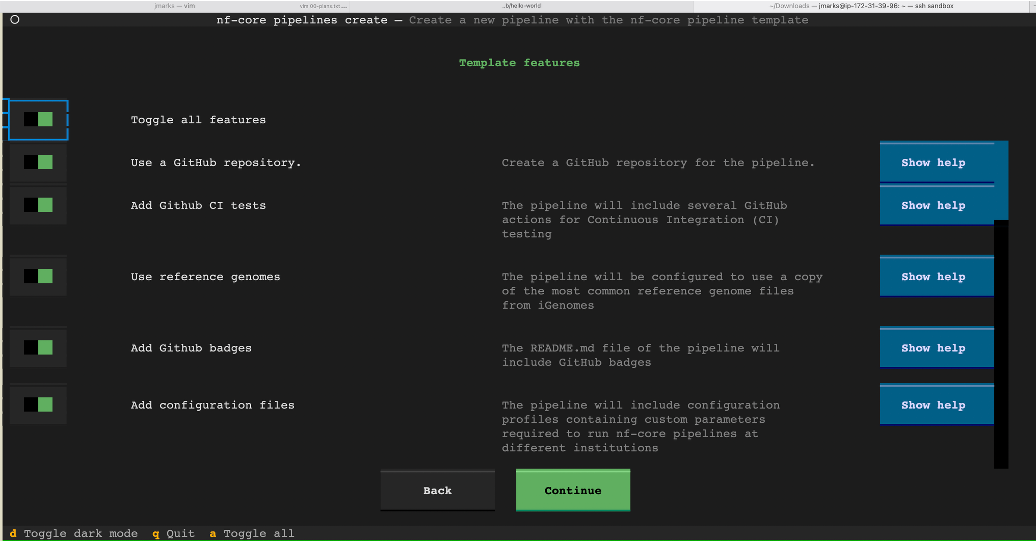 jmarks — vim
vim 00-plans.txt...
..b/hello-world
~/Downloads — jmarks@ip-172-31-39-96: ~ — ssh sandbox
nf-core pipelines create — Create a new pipeline with the nf-core pipeline template
Template features
Toggle all features
Use a GitHub repository.
Create a GitHub repository for the pipeline.
Show help
Add Github CI tests
The pipeline will include several GitHub
actions for Continuous Integration (CI)
testing
Show help
Use reference genomes
The pipeline will be configured to use a copy
of the most common reference genome files
from iGenomes
Show help
Add Github badges
The README.md file of the pipeline will
include GitHub badges
Show help
Add configuration files
The pipeline will include configuration
profiles containing custom parameters
required to run nf-core pipelines at
different institutions
Show help
Back
Continue
d Toggle dark mode q Quit a Toggle all